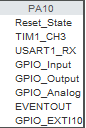 PA10
Reset_State
TIM1_CH3
USART1_RX
GPIO_Input
GPIO_Output
GPIO_Analog
EVENTOUT
GPIO_EXTI10